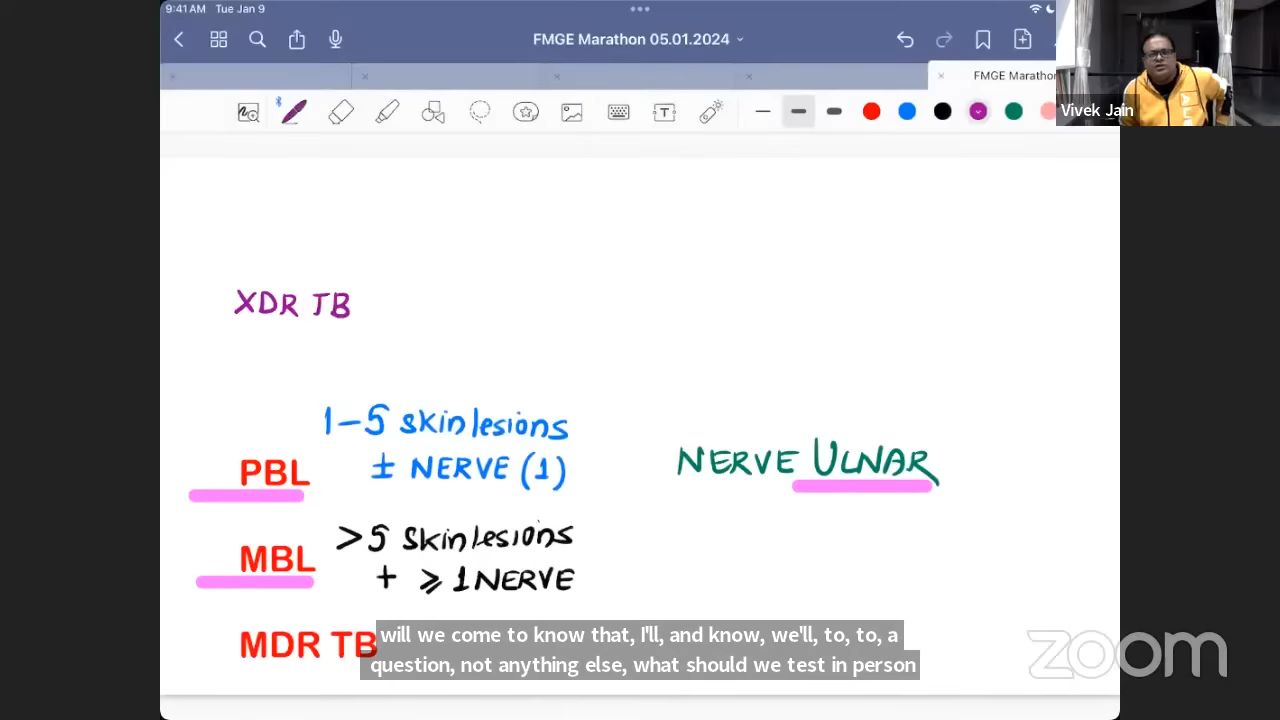 9:41 AM Tue Jan 9
FMGE Marathon 05.01.2024
FMGE Marathon
T
Vivek Jain
XDR TB
1-5 skin lesions
PBL ± NERVE (1)
NERVE ULNAR
>5 skin lesions
MBL + ⩾ 1 NERVE
MDR TB
will we come to know that, I'll, and know, we'll, to, to, a
question, not anything else, what should we test in person
zoom